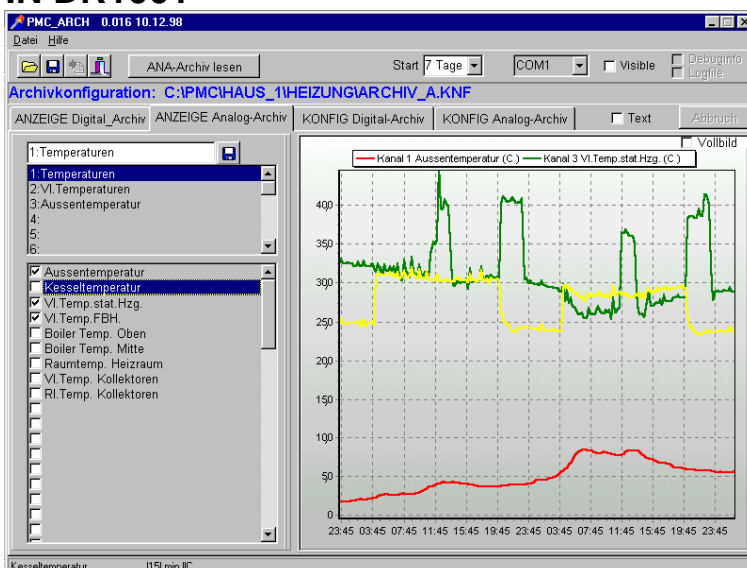 PMC_ARCH 0.016 10.12.98
Datei Hilfe
ANA-Archiv lesen
Start 7 Tage
COM1
Visible
Debuginfo
Logfile
Archivkonfiguration: C:\PMC\HAUS_1\HEIZUNG\ARCHIV_A.KNF
ANZEIGE Digital_Archiv
ANZEIGE Analog-Archiv
KONFIG Digital-Archiv
KONFIG Analog-Archiv
Text
Abbruch
Vollbild
1:Temperaturen
1:Temperaturen
2:Vl.Temperaturen
3:Aussentemperatur
4:
5:
6:
Aussentemperatur
Kesseltemperatur
Vl.Temp.stat.Hzg.
Vl.Temp.FBH.
Boiler Temp. Oben
Boiler Temp. Mitte
Raumtemp. Heizraum
Vl.Temp. Kollektoren
Rl.Temp. Kollektoren
Kanal 1 Aussentemperatur (C ) Kanal 3 Vl.Temp.stat.Hzg. (C )
400
350
300
250
200
150
100
50
0
23:45 03:45 07:45 11:45 15:45 19:45 23:45 03:45 07:45 11:45 15:45 19:45 23:45
Kesseltemperatur